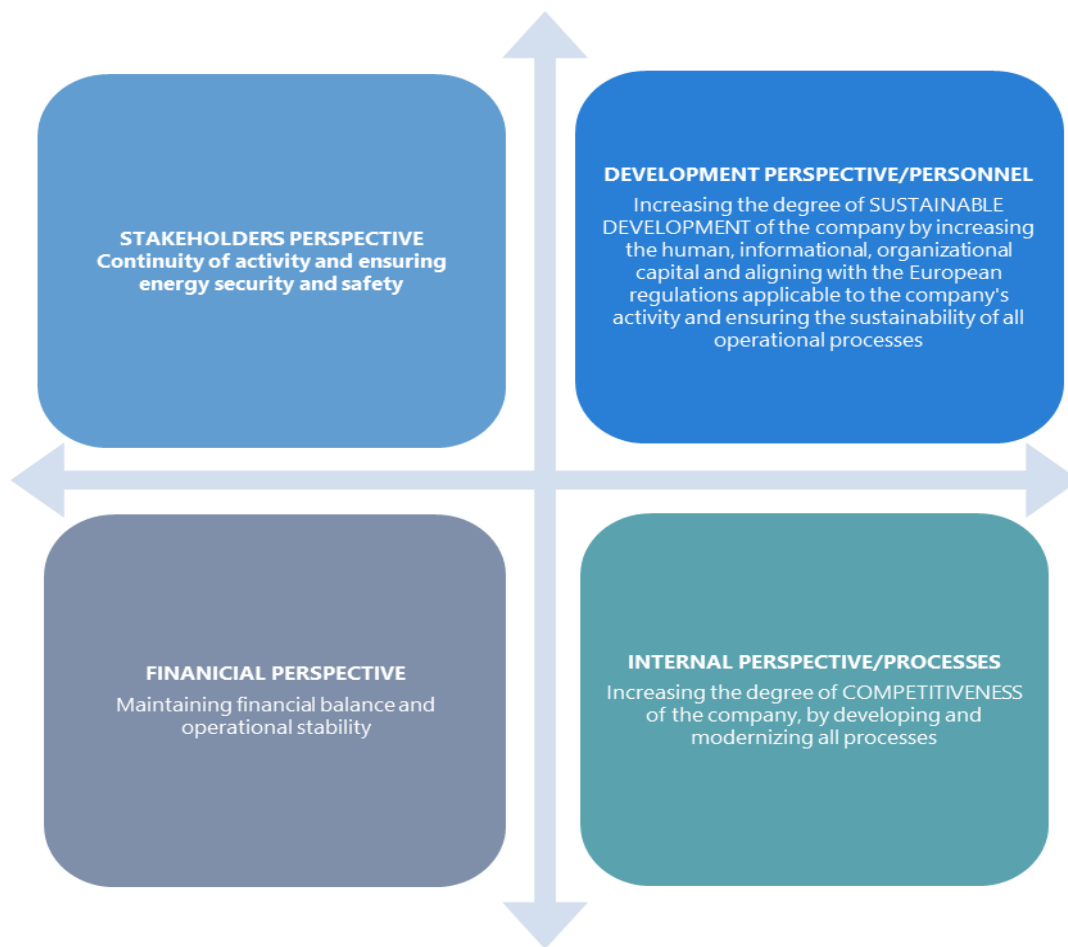 STAKEHOLDERS PERSPECTIVE
Continuity of activity and ensuring
energy security and safety
DEVELOPMENT PERSPECTIVE/PERSONNEL
Increasing the degree of SUSTAINABLE
DEVELOPMENT of the company by increasing
the human, informational, organizational
capital and aligning with the European
regulations applicable to the company's
activity and ensuring the sustainability of all
operational processes
FINANICIAL PERSPECTIVE
Maintaining financial balance and
operational stability
INTERNAL PERSPECTIVE/PROCESSES
Increasing the degree of COMPETITIVENESS
of the company, by developing and
modernizing all processes